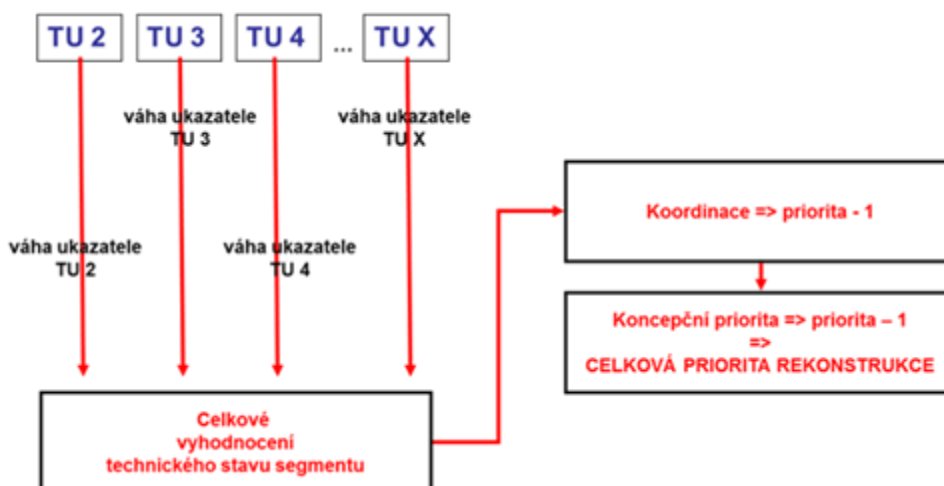 TU 2
TU 3
TU 4
...
TU X
váha ukazatele
TU 3
váha ukazatele
TU X
váha ukazatele
TU 2
váha ukazatele
TU 4
Koordinace => priorita - 1
Koncepční priorita => priorita – 1
=>
CELKOVÁ PRIORITA REKONSTRUKCE
Celkové
vyhodnocení
technického stavu segmentu